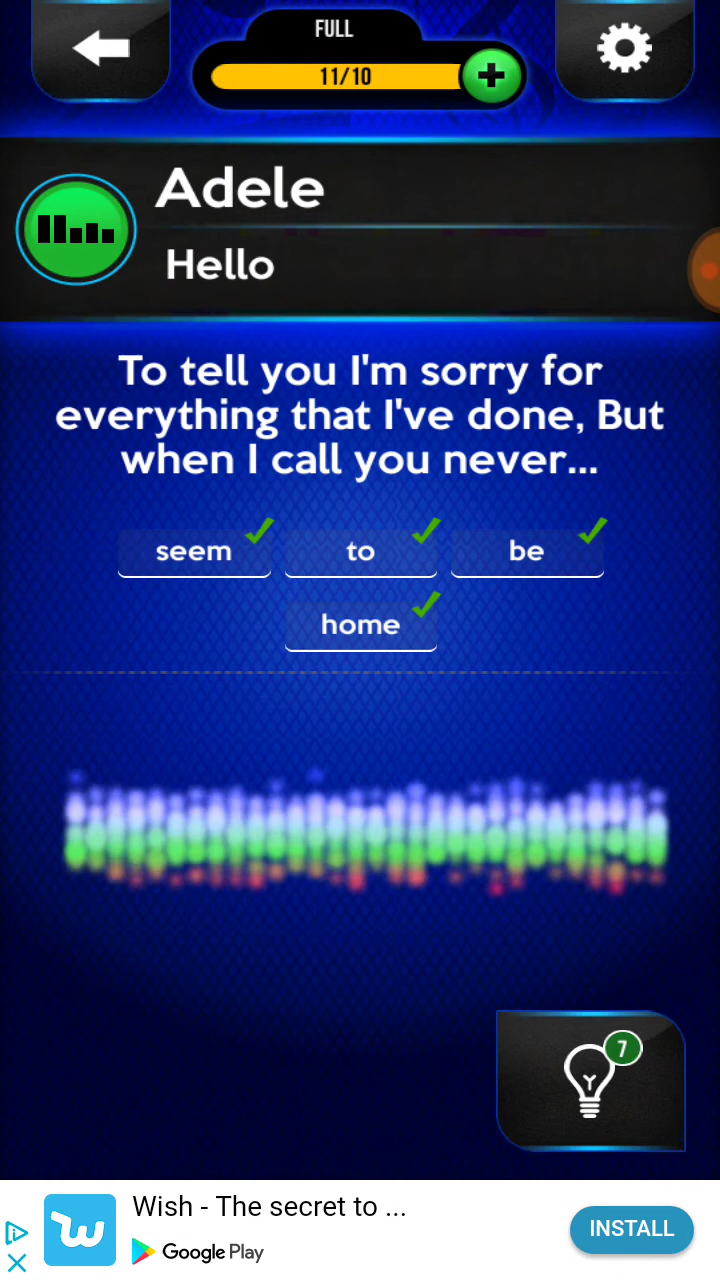 FULL
11/10
Adele
Hello
To tell you I'm sorry for
everything that I've done, But
when I call you never...
seem to be
home
7
Wish - The secret to ...
Google Play
INSTALL